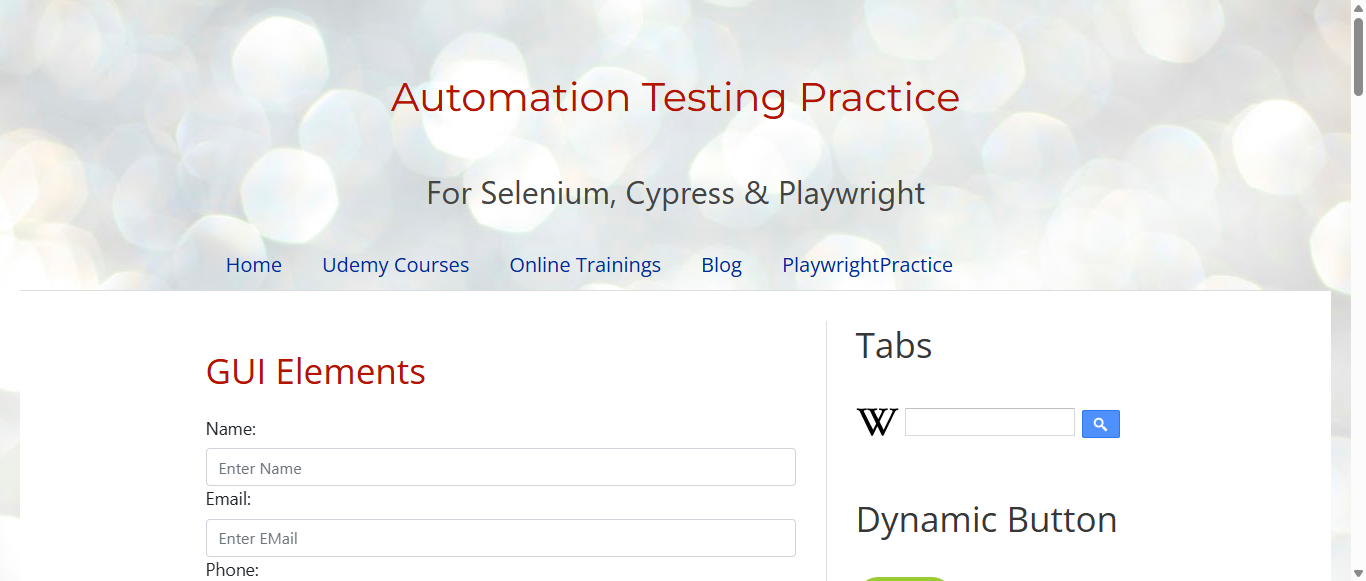 Automation Testing Practice
For Selenium, Cypress & Playwright
Home Udemy Courses Online Trainings Blog PlaywrightPractice
GUI Elements
Name:
Enter Name
Email:
Enter EMail
Phone:
Tabs
W
Dynamic Button